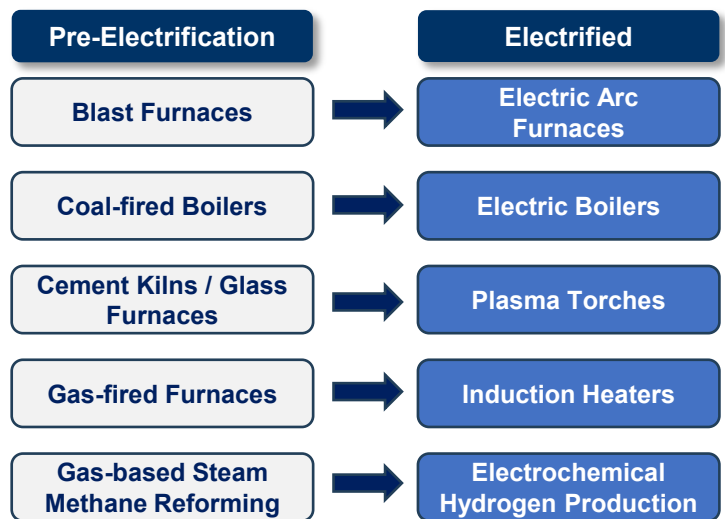 Pre-Electrification
Electrified
Blast Furnaces
Electric Arc
Furnaces
Coal-fired Boilers
Electric Boilers
Cement Kilns / Glass
Furnaces
Plasma Torches
Gas-fired Furnaces
Induction Heaters
Gas-based Steam
Methane Reforming
Electrochemical
Hydrogen Production